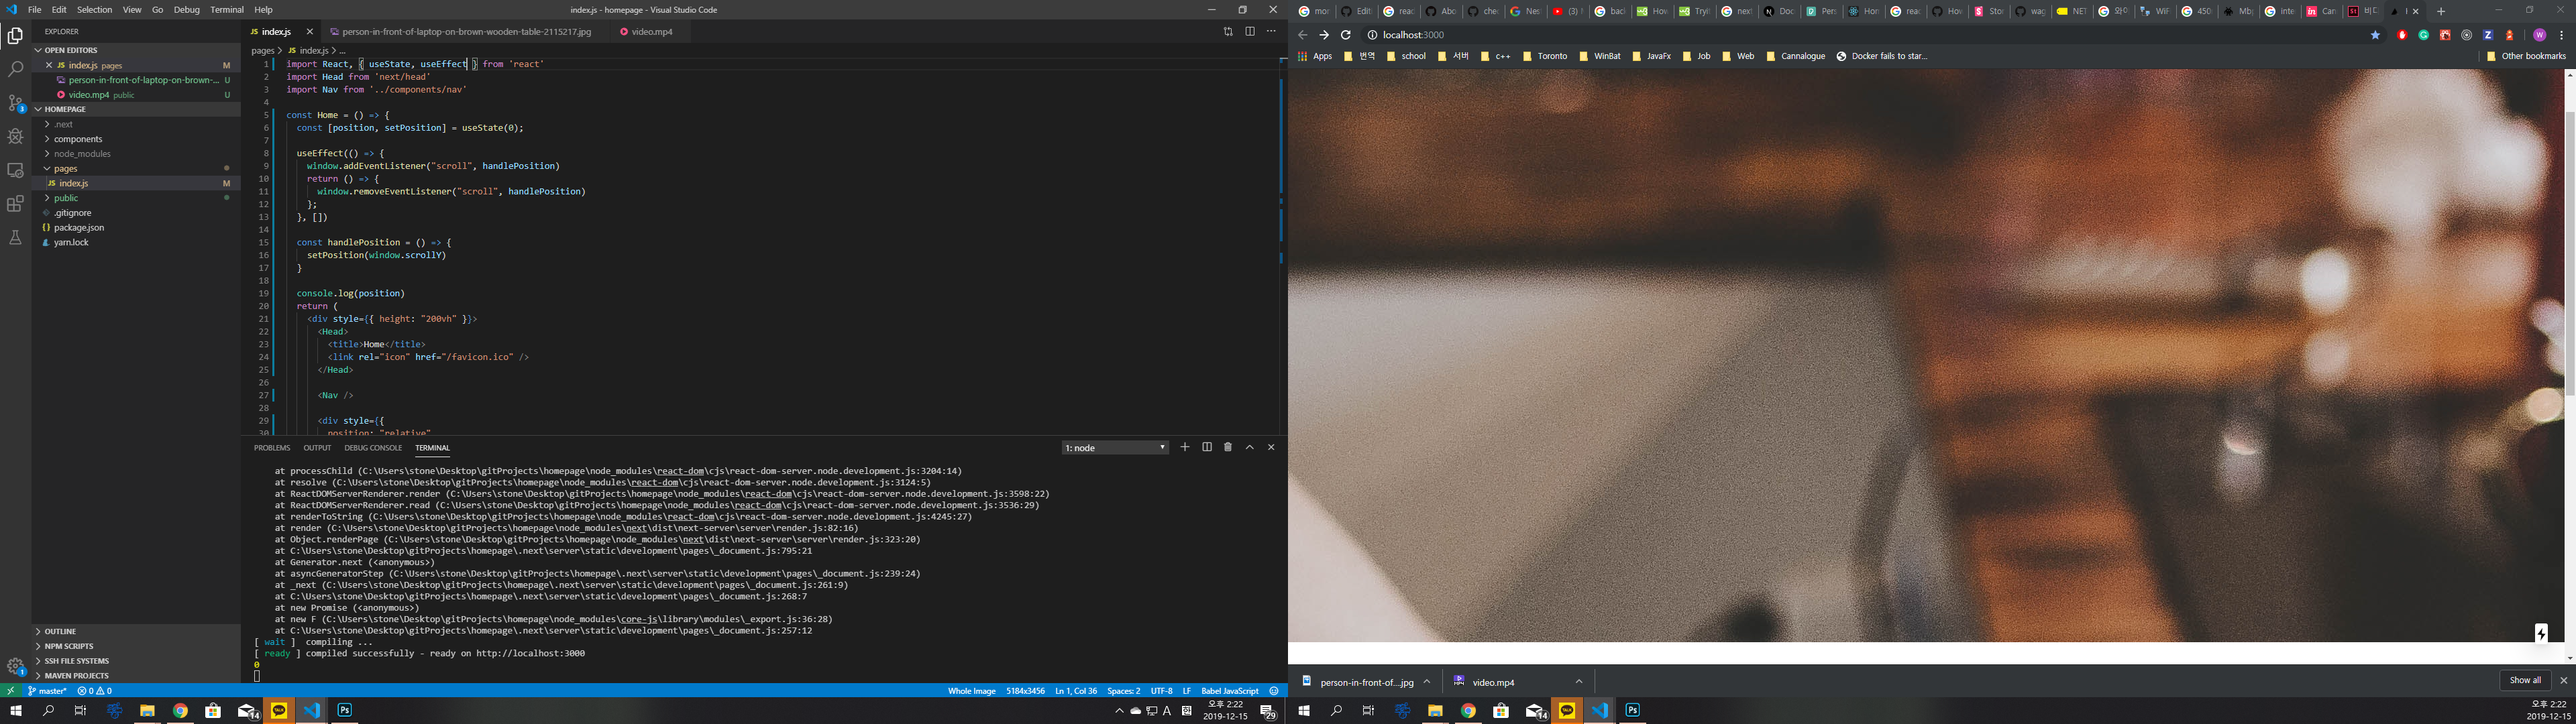 File Edit Selection View Go Debug Terminal Help
index.js - homepage - Visual Studio Code
EXPLORER
OPEN EDITORS
index.js pages M
person-in-front-of-laptop-on-brown-... U
video.mp4 public U
HOMEPAGE
.next
components
node_modules
pages
index.js M
public
.gitignore
package.json
yarn.lock
OUTLINE
NPM SCRIPTS
SSH FILE SYSTEMS
MAVEN PROJECTS
index.js
person-in-front-of-laptop-on-brown-wooden-table-2115217.jpg
video.mp4
pages > index.js > ...
1 import React, { useState, useEffect } from 'react'
2 import Head from 'next/head'
3 import Nav from '../components/nav'
4
5 const Home = () => {
6 const [position, setPosition] = useState(0);
7
8 useEffect(() => {
9 window.addEventListener("scroll", handlePosition)
10 return () => {
11 window.removeEventListener("scroll", handlePosition)
12 };
13 }, [])
14
15 const handlePosition = () => {
16 setPosition(window.scrollY)
17 }
18
19 console.log(position)
20 return (
21 <div style={{ height: "200vh" }}>
22 <Head>
23 <title>Home</title>
24 <link rel="icon" href="/favicon.ico" />
25 </Head>
26
27 <Nav />
28
29 <div style={{
30 position: "relative"
PROBLEMS OUTPUT DEBUG CONSOLE TERMINAL
1: node
at processChild (C:\Users\stone\Desktop\gitProjects\homepage\node_modules\react-dom\cjs\react-dom-server.node.development.js:3204:14)
at resolve (C:\Users\stone\Desktop\gitProjects\homepage\node_modules\react-dom\cjs\react-dom-server.node.development.js:3124:5)
at ReactDOMServerRenderer.render (C:\Users\stone\Desktop\gitProjects\homepage\node_modules\react-dom\cjs\react-dom-server.node.development.js:3598:22)
at ReactDOMServerRenderer.read (C:\Users\stone\Desktop\gitProjects\homepage\node_modules\react-dom\cjs\react-dom-server.node.development.js:3536:29)
at renderToString (C:\Users\stone\Desktop\gitProjects\homepage\node_modules\react-dom\cjs\react-dom-server.node.development.js:4245:27)
at render (C:\Users\stone\Desktop\gitProjects\homepage\node_modules\next\dist\next-server\server\render.js:82:16)
at Object.renderPage (C:\Users\stone\Desktop\gitProjects\homepage\node_modules\next\dist\next-server\server\render.js:323:20)
at C:\Users\stone\Desktop\gitProjects\homepage\.next\server\static\development\pages\_document.js:795:21
at Generator.next (<anonymous>)
at asyncGeneratorStep (C:\Users\stone\Desktop\gitProjects\homepage\.next\server\static\development\pages\_document.js:239:24)
at _next (C:\Users\stone\Desktop\gitProjects\homepage\.next\server\static\development\pages\_document.js:261:9)
at C:\Users\stone\Desktop\gitProjects\homepage\.next\server\static\development\pages\_document.js:268:7
at new Promise (<anonymous>)
at new F (C:\Users\stone\Desktop\gitProjects\homepage\node_modules\core-js\library\modules\_export.js:36:28)
at C:\Users\stone\Desktop\gitProjects\homepage\.next\server\static\development\pages\_document.js:257:12
[ wait ] compiling ...
[ ready ] compiled successfully - ready on http://localhost:3000
0
master* 0 0
Whole Image 5184x3456 Ln 1, Col 36 Spaces: 2 UTF-8 LF Babel JavaScript
오후 2:22
2019-12-15
localhost:3000
Apps 번역 school 서버 c++ Toronto WinBat JavaFx Job Web Cannalogue Docker fails to star... Other bookmarks
person-in-front-of....jpg video.mp4 Show all
오후 2:22
2019-12-15